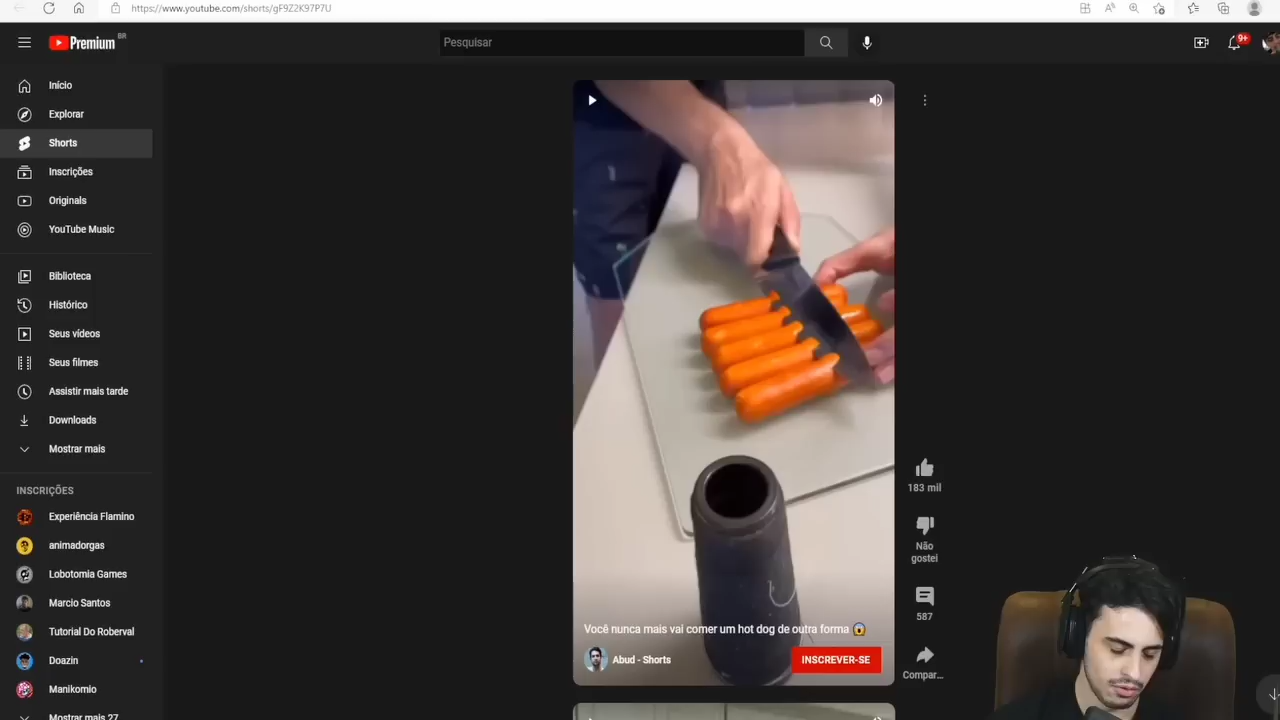 https://www.youtube.com/shorts/gF9Z2K97P7U
Premium BR
Pesquisar
9+
Início
Explorar
Shorts
Inscrições
Originals
YouTube Music
Biblioteca
Histórico
Seus vídeos
Seus filmes
Assistir mais tarde
Downloads
Mostrar mais
INSCRIÇÕES
Experiência Flamino
animadorgas
Lobotomia Games
Marcio Santos
Tutorial Do Roberval
Doazin
Manikomio
Mostrar mais 27
Você nunca mais vai comer um hot dog de outra forma
Abud - Shorts
INSCREVER-SE
183 mil
Não
gostei
587
Compar...